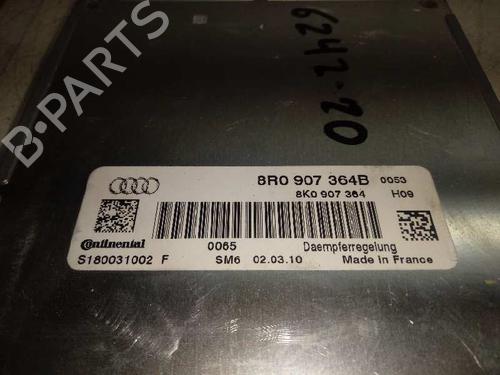 6242-20
B-PARTS
8R0 907 364B 0053
8K0 907 364 H09
Continental 0065 Daempferregelung
S180031002 F SM6 02.03.10 Made in France